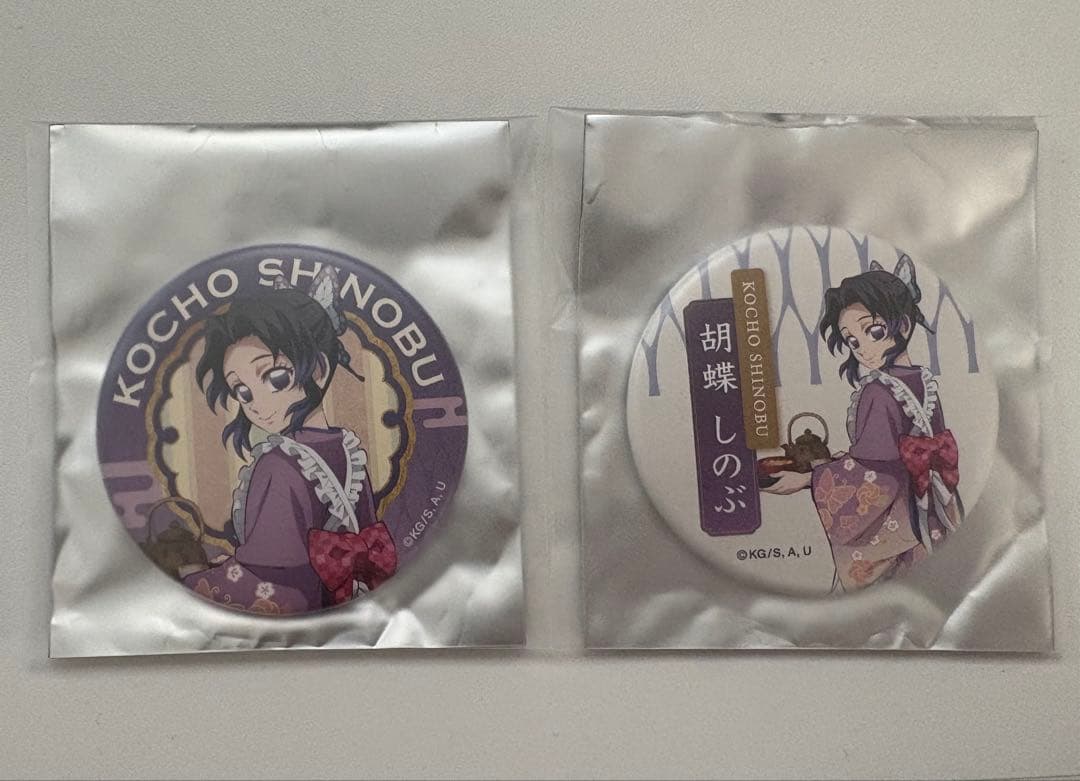 KOCHO SHINOBU
©KG/S, A, U
KOCHO SHINOBU
胡蝶 しのぶ
©KG/S, A, U